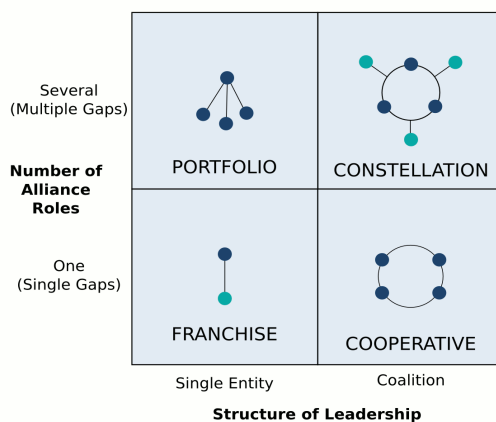 Several
(Multiple Gaps)
PORTFOLIO
CONSTELLATION
Number of
Alliance
Roles
One
(Single Gaps)
FRANCHISE
COOPERATIVE
Single Entity
Coalition
Structure of Leadership